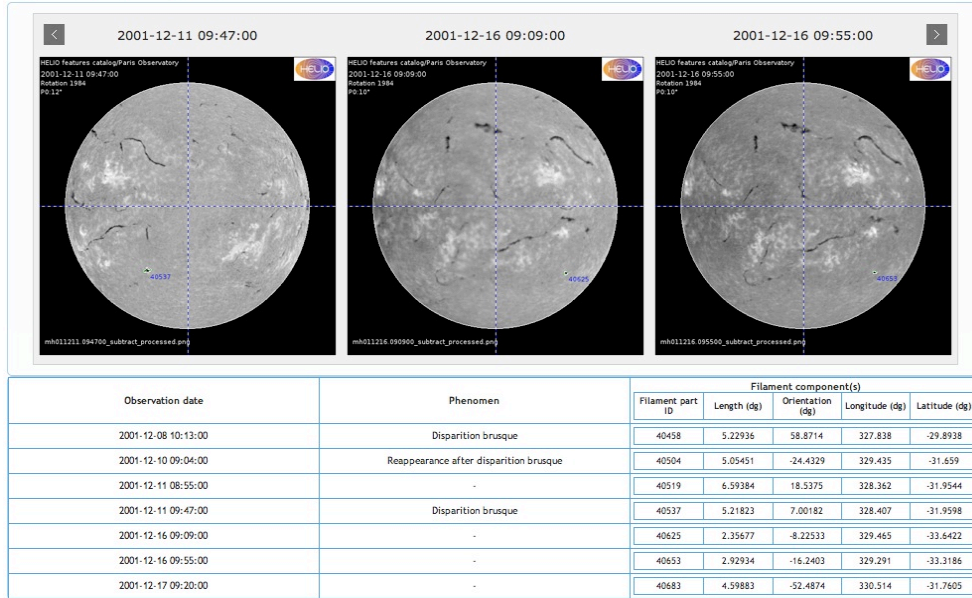 2001-12-11 09:47:00
2001-12-16 09:09:00
2001-12-16 09:55:00
HELIO features catalog/Paris Observatory
2001-12-11 09:47:00
Rotation 1984
P0:12°
HELIO
40537
mh011211.094700_subtract_processed.png
HELIO features catalog/Paris Observatory
2001-12-16 09:09:00
Rotation 1984
P0:10°
HELIO
40625
mh011216.090900_subtract_processed.png
HELIO features catalog/Paris Observatory
2001-12-16 09:55:00
Rotation 1984
P0:10°
HELIO
40653
mh011216.095500_subtract_processed.png
Observation date Phenomen Filament component(s)
Filament part ID Length (dg) Orientation (dg) Longitude (dg) Latitude (dg)
2001-12-08 10:13:00 Disparition brusque 40458 5.22936 58.8714 327.838 -29.8938
2001-12-10 09:04:00 Reappearance after disparition brusque 40504 5.05451 -24.4329 329.435 -31.659
2001-12-11 08:55:00 - 40519 6.59384 18.5375 328.362 -31.9544
2001-12-11 09:47:00 Disparition brusque 40537 5.21823 7.00182 328.407 -31.9598
2001-12-16 09:09:00 - 40625 2.35677 -8.22533 329.465 -33.6422
2001-12-16 09:55:00 - 40653 2.92934 -16.2403 329.291 -33.3186
2001-12-17 09:20:00 - 40683 4.59883 -52.4874 330.514 -31.7605